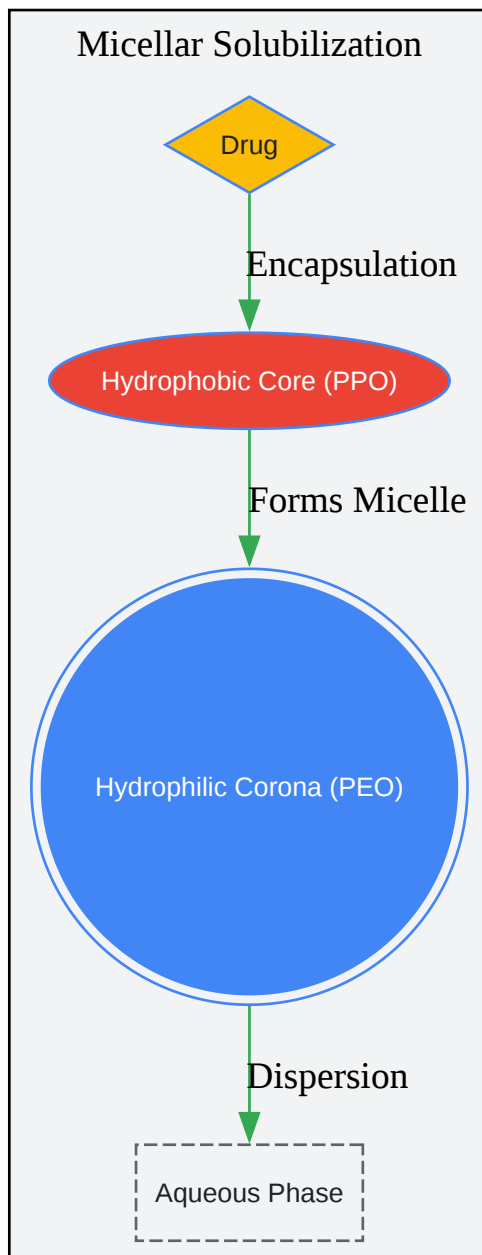 Micellar Solubilization
Drug
Encapsulation
Hydrophobic Core (PPO)
Forms Micelle
Hydrophilic Corona (PEO)
Dispersion
Aqueous Phase